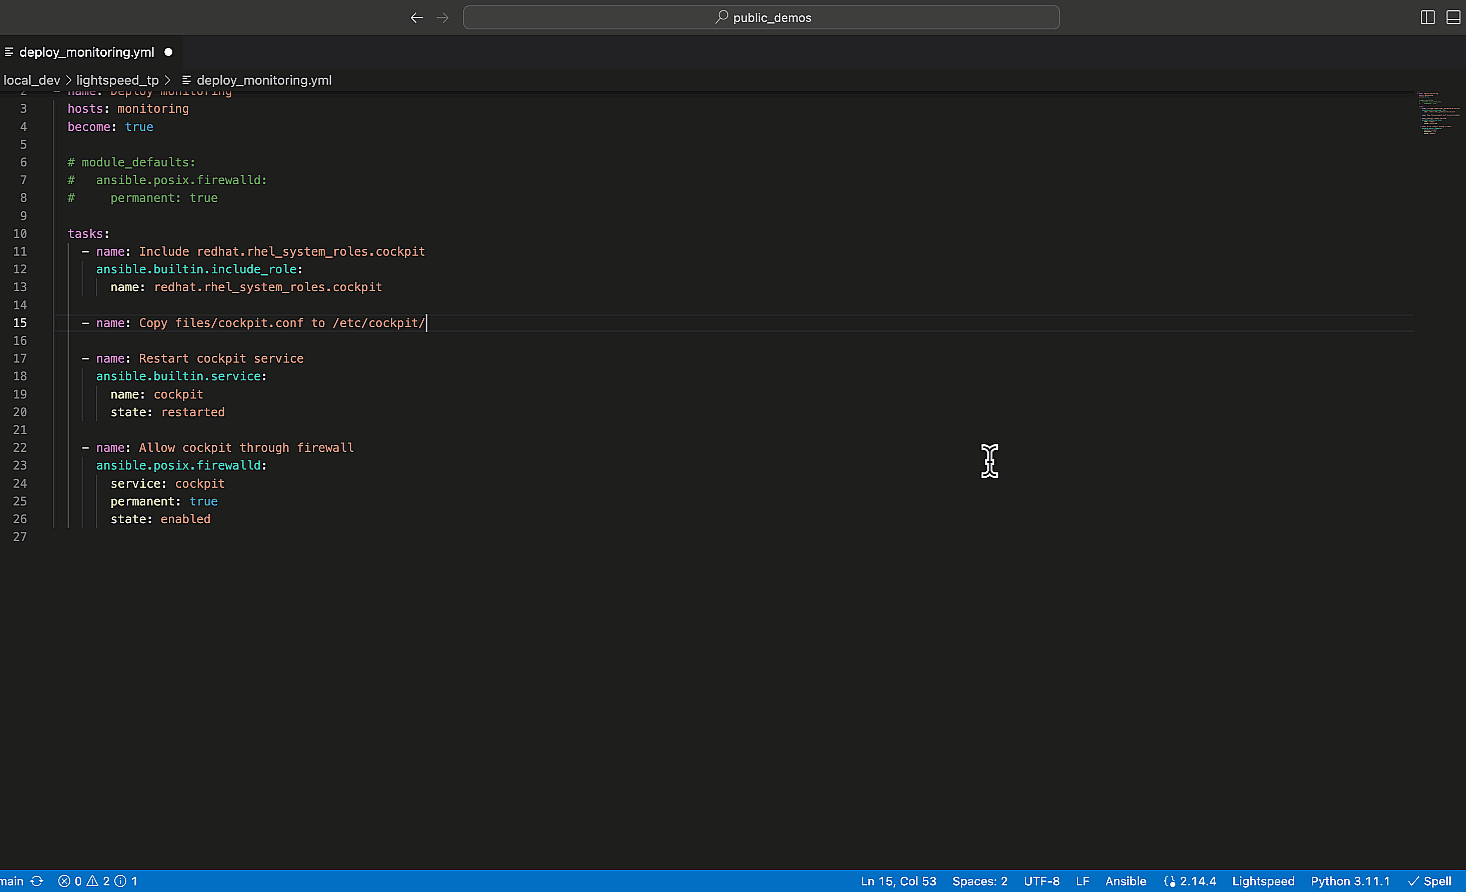 public_demos
deploy_monitoring.yml
local_dev > lightspeed_tp > deploy_monitoring.yml
2 - name: Deploy monitoring
3 hosts: monitoring
4 become: true
5
6 # module_defaults:
7 #   ansible.posix.firewalld:
8 #     permanent: true
9
10 tasks:
11 - name: Include redhat.rhel_system_roles.cockpit
12 ansible.builtin.include_role:
13 name: redhat.rhel_system_roles.cockpit
14
15 - name: Copy files/cockpit.conf to /etc/cockpit/
16
17 - name: Restart cockpit service
18 ansible.builtin.service:
19 name: cockpit
20 state: restarted
21
22 - name: Allow cockpit through firewall
23 ansible.posix.firewalld:
24 service: cockpit
25 permanent: true
26 state: enabled
27
main 0 2 1 Ln 15, Col 53 Spaces: 2 UTF-8 LF Ansible 2.14.4 Lightspeed Python 3.11.1 Spell